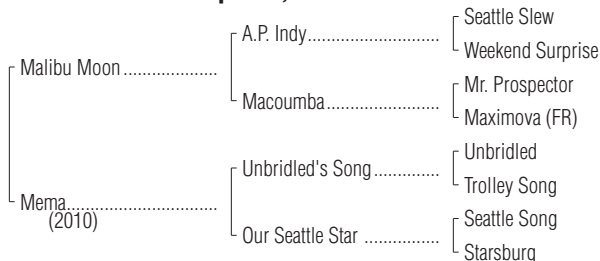 Malibu Moon
A.P. Indy
Seattle Slew
Weekend Surprise
Macoumba
Mr. Prospector
Maximova (FR)
Mema
(2010)
Unbridled's Song
Unbridled
Trolley Song
Our Seattle Star
Seattle Song
Starsburg